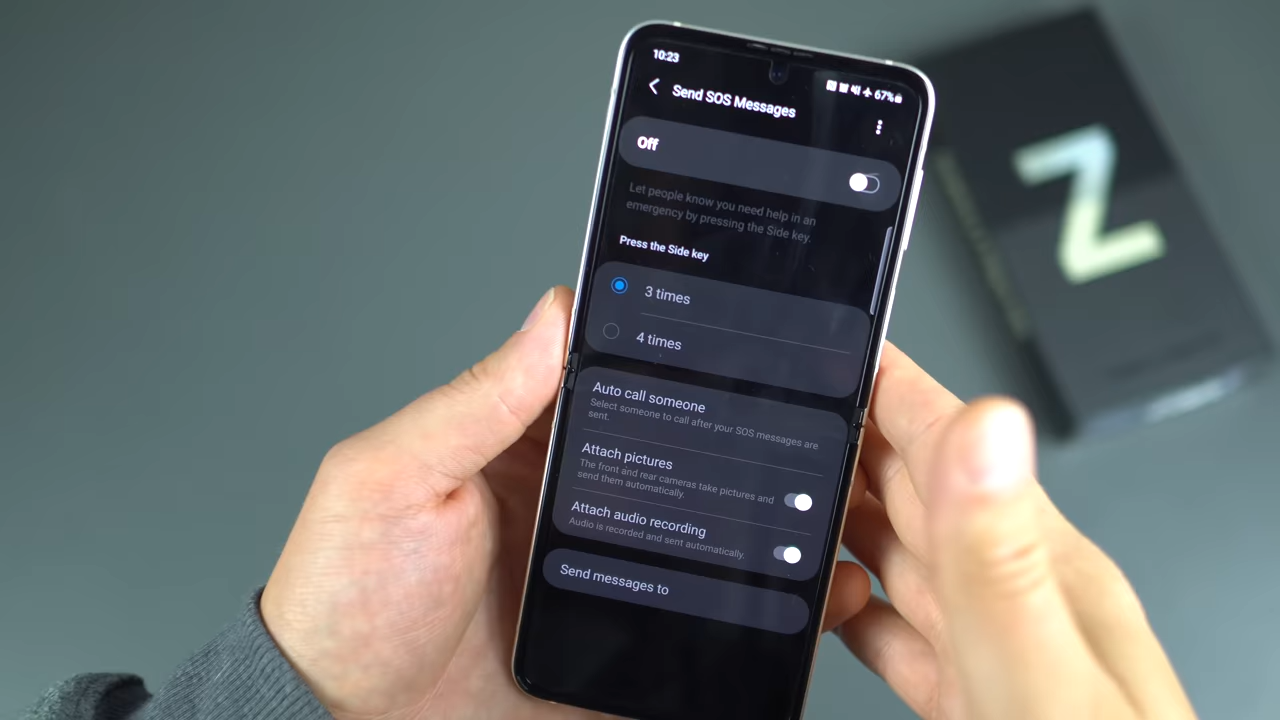 10:23
67%
Send SOS Messages
Off
Let people know you need help in an
emergency by pressing the Side key.
Press the Side key
3 times
4 times
Auto call someone
Select someone to call after your SOS messages are
sent.
Attach pictures
The front and rear cameras take pictures and
send them automatically.
Attach audio recording
Audio is recorded and sent automatically.
Send messages to
Z